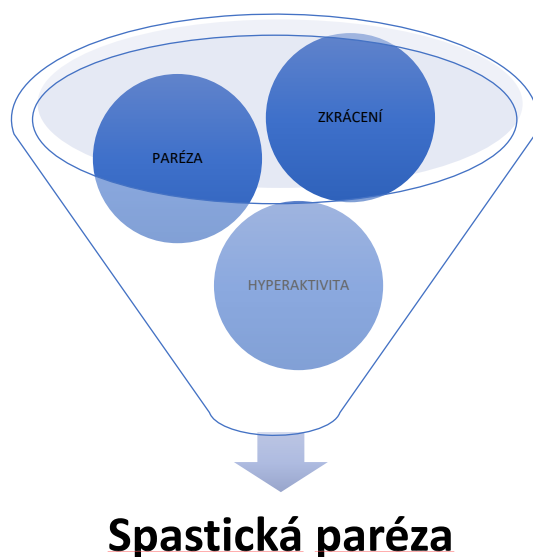 ZKRÁCENÍ
PARÉZA
HYPERAKTIVITA
Spastická paréza